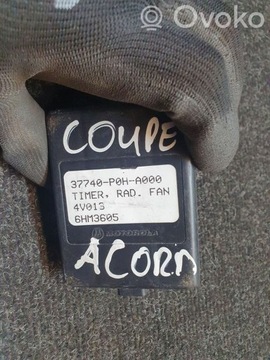 Ovoko
COUPE
37740-P0H-A000
TIMER, RAD. FAN
4V013
6HM3605
MOTOROLA
ACORD